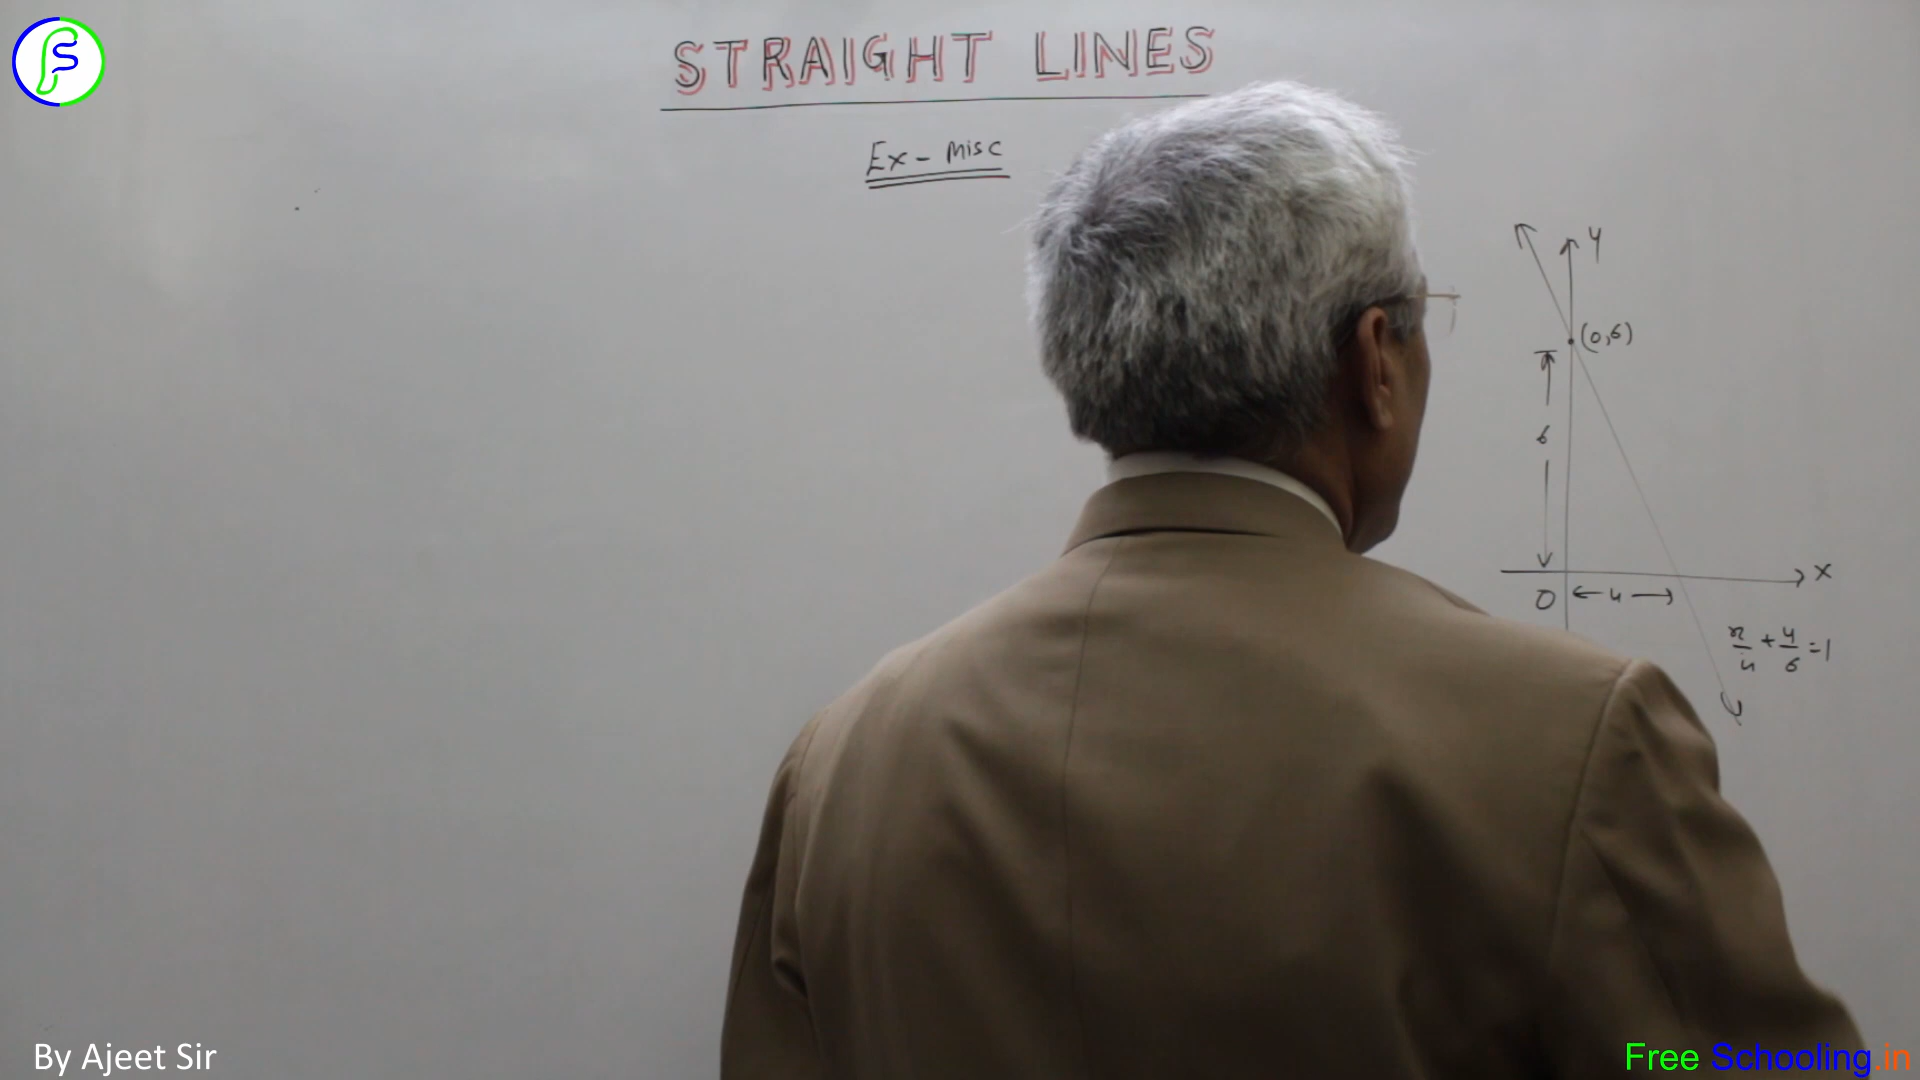 STRAIGHT LINES
Ex - Misc
y
(0,6)
6
x
O
4
x/4 + y/6 = 1
By Ajeet Sir
Free Schooling.in